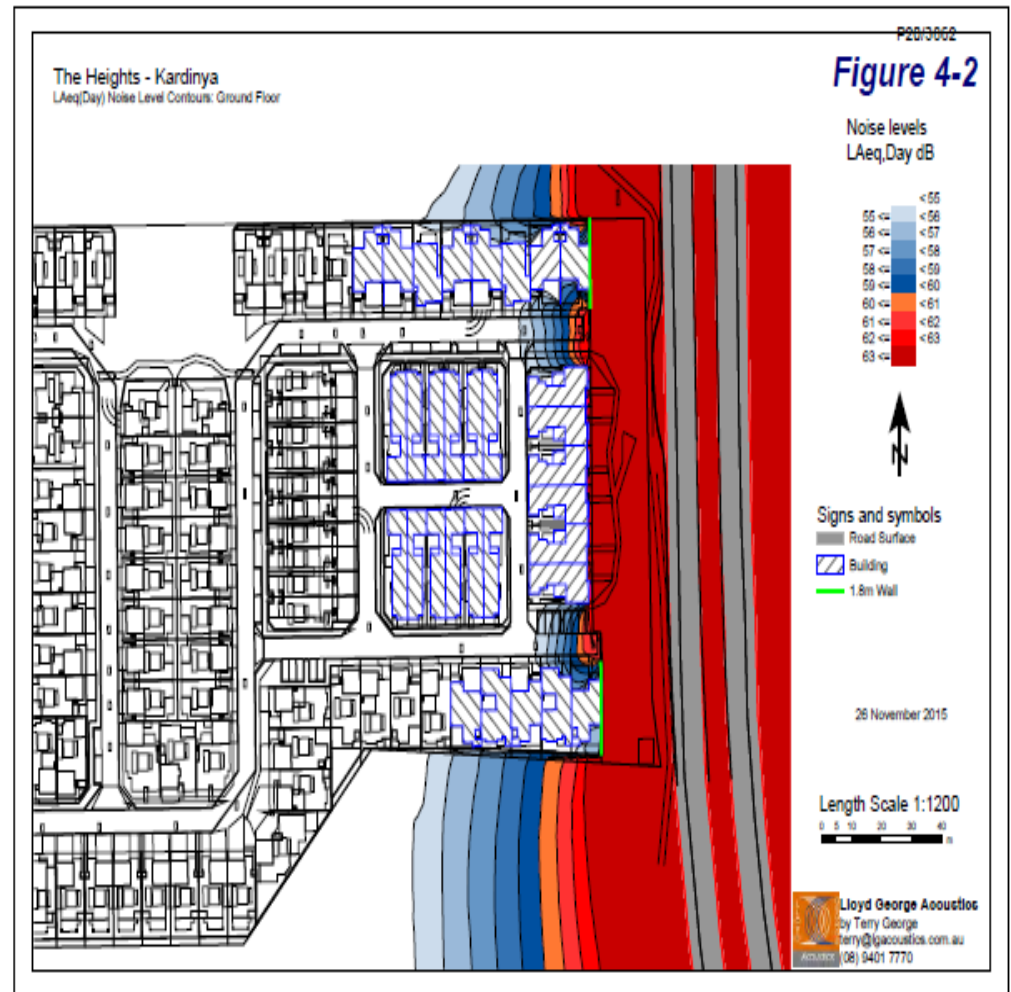 P20/3062
Figure 4-2
The Heights - Kardinya
LAeq(Day) Noise Level Contours: Ground Floor
Noise levels
LAeq,Day dB
<55
55 <= <56
56 <= <57
57 <= <58
58 <= <59
59 <= <60
60 <= <61
61 <= <62
62 <= <63
63 <=
N
Signs and symbols
Road Surface
Building
1.8m Wall
26 November 2015
Length Scale 1:1200
0 5 10 20 30 40
m
Lloyd George Acoustics
by Terry George
terry@lgacoustics.com.au
(08) 9401 7770
ACOUSTICS